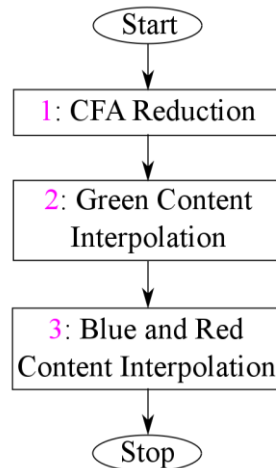 Start
1: CFA Reduction
2: Green Content
Interpolation
3: Blue and Red
Content Interpolation
Stop